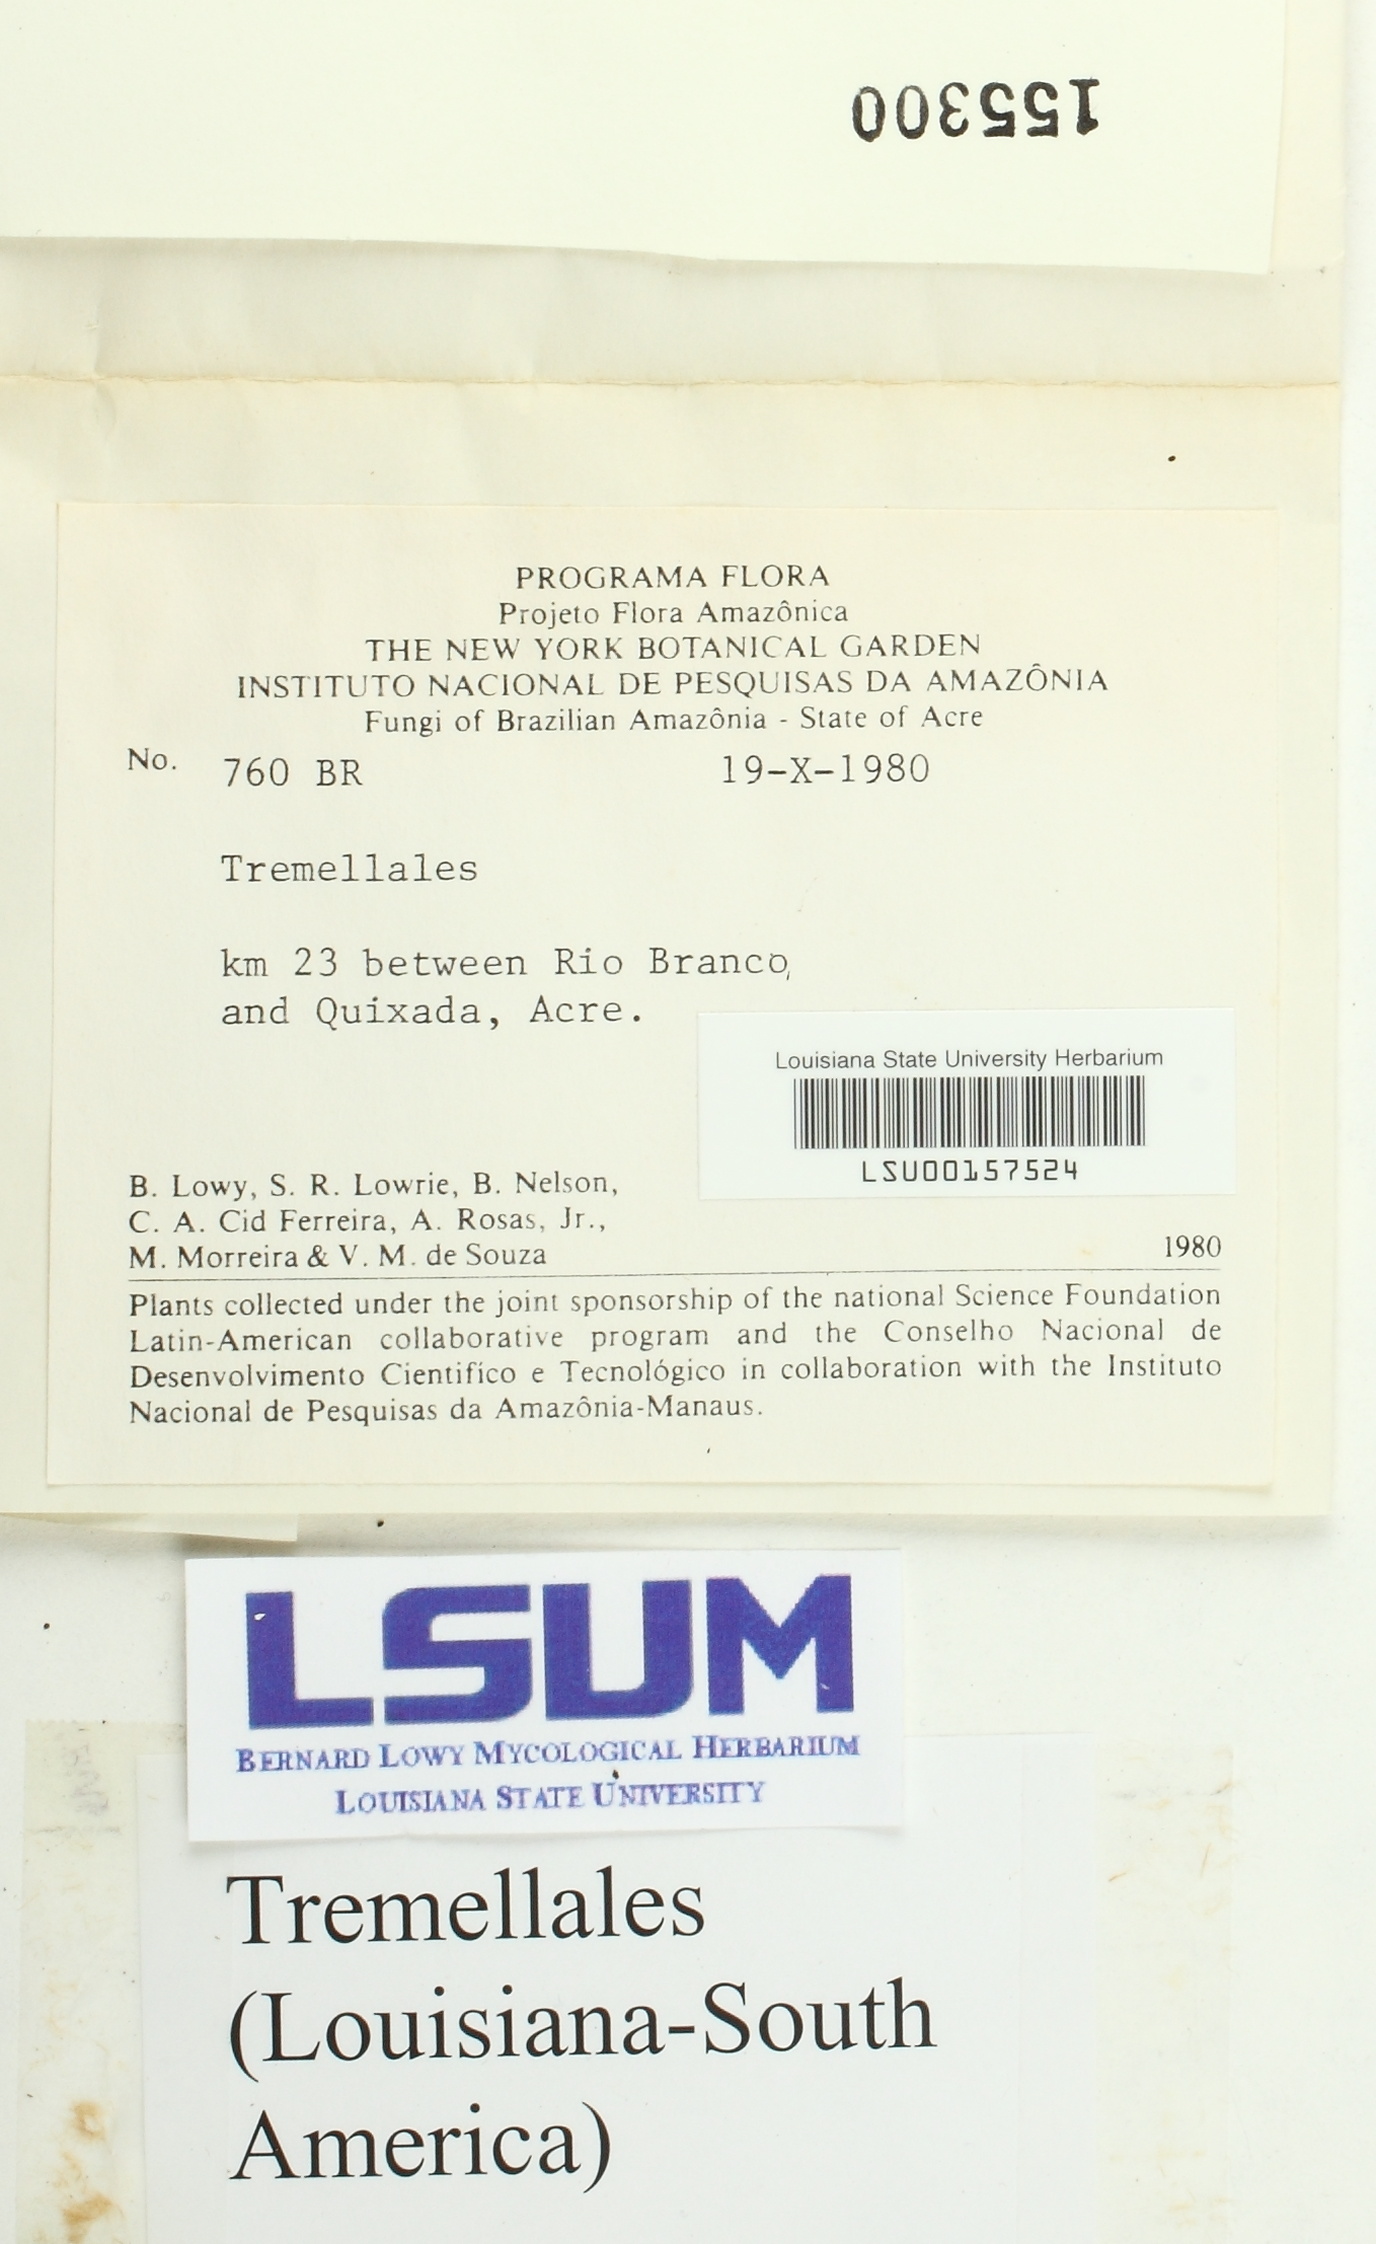 155300
PROGRAMA FLORA
Projeto Flora Amazônica
THE NEW YORK BOTANICAL GARDEN
INSTITUTO NACIONAL DE PESQUISAS DA AMAZÔNIA
Fungi of Brazilian Amazônia - State of Acre
No. 760 BR 19-X-1980
Tremellales
km 23 between Rio Branco,
and Quixada, Acre.
Louisiana State University Herbarium
LSU00157524
B. Lowy, S. R. Lowrie, B. Nelson,
C. A. Cid Ferreira, A. Rosas, Jr.,
M. Morreira & V. M. de Souza 1980
Plants collected under the joint sponsorship of the national Science Foundation
Latin-American collaborative program and the Conselho Nacional de
Desenvolvimento Cientifíco e Tecnológico in collaboration with the Instituto
Nacional de Pesquisas da Amazônia-Manaus.
LSUM
BERNARD LOWY MYCOLOGICAL HERBARIUM
LOUISIANA STATE UNIVERSITY
Tremellales
(Louisiana-South
America)